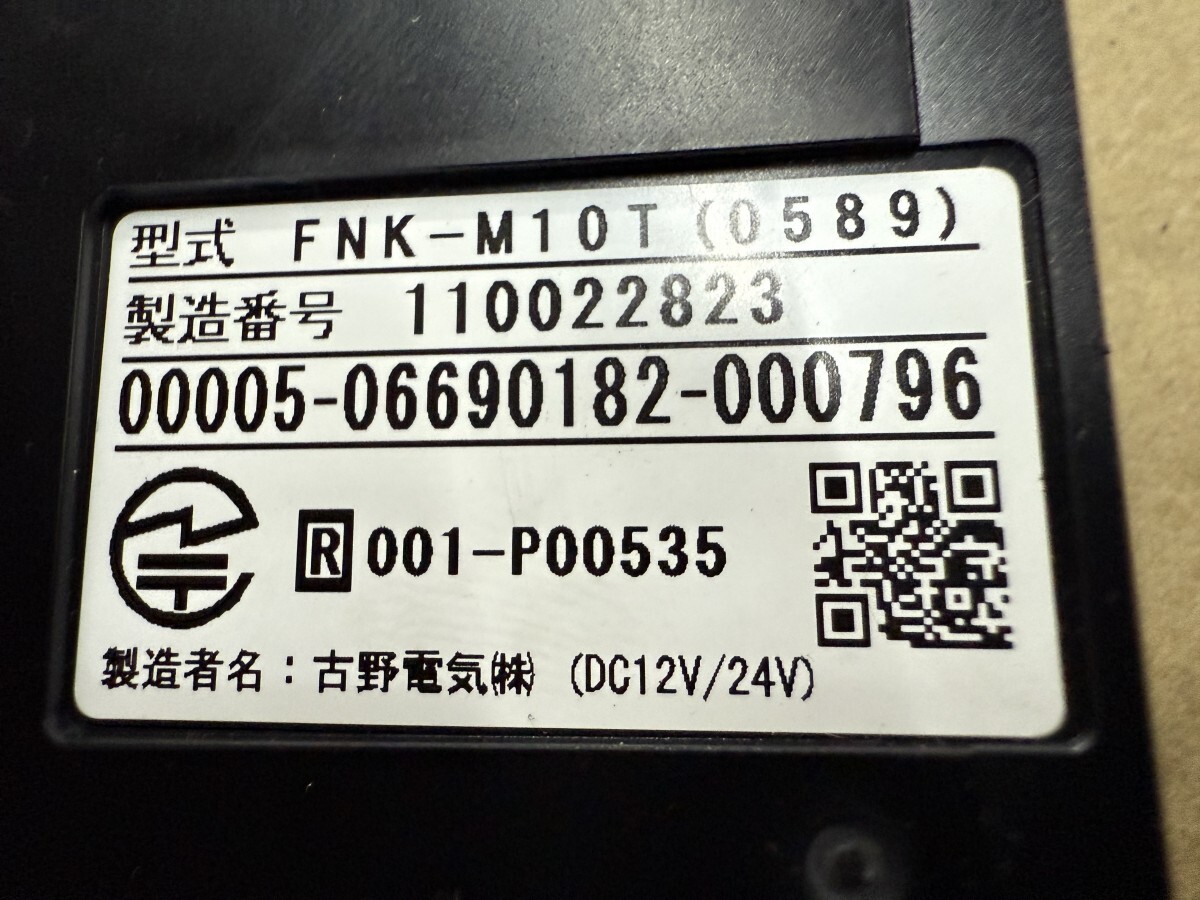 型式 FNK-M10T(0589)
製造番号 110022823
00005-06690182-000796
R 001-P00535
製造者名:古野電気㈱ (DC12V/24V)